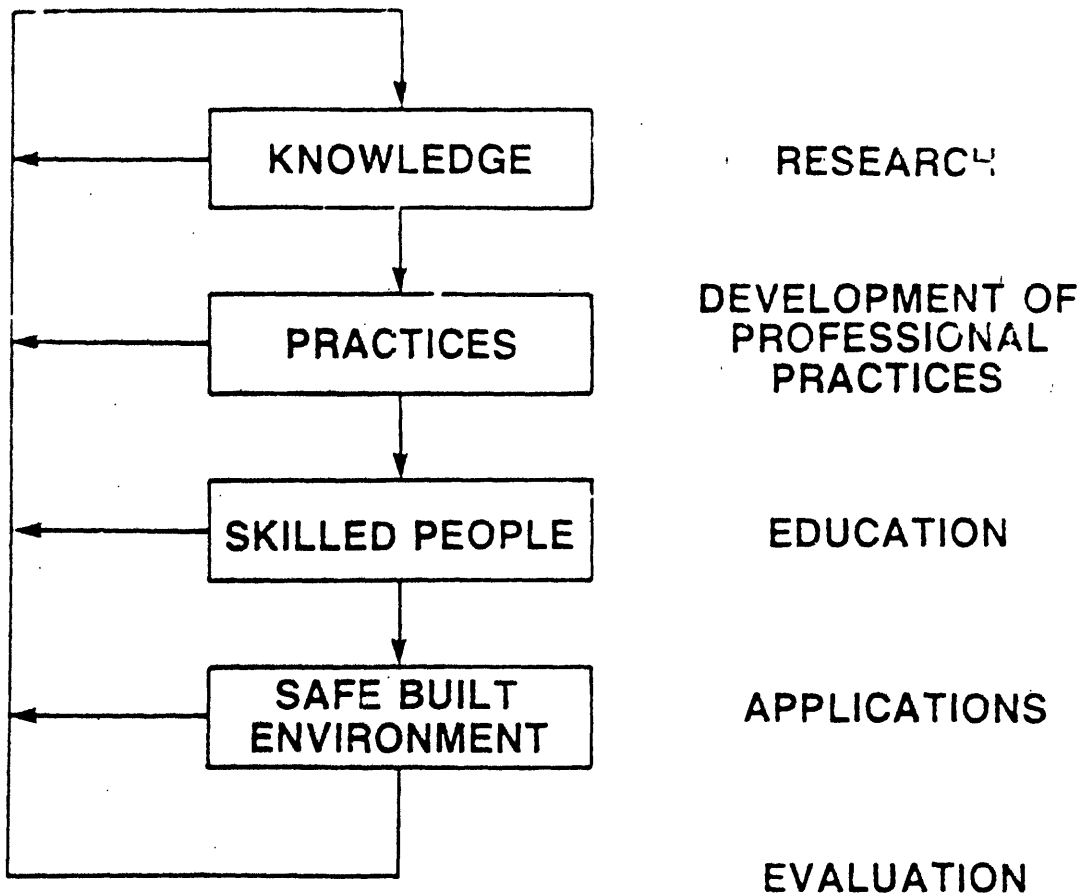 KNOWLEDGE
RESEARCH
PRACTICES
DEVELOPMENT OF
PROFESSIONAL
PRACTICES
SKILLED PEOPLE
EDUCATION
SAFE BUILT
ENVIRONMENT
APPLICATIONS
EVALUATION